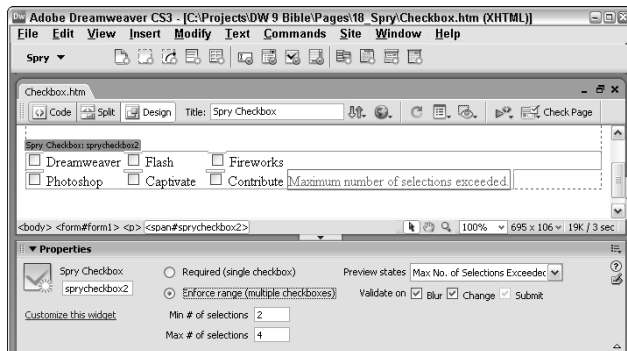 Adobe Dreamweaver CS3 - [C:\Projects\DW 9 Bible\Pages\18_Spry\Checkbox.htm (XHTML)]
File Edit View Insert Modify Text Commands Site Window Help
Spry
Checkbox.htm
Code Split Design Title: Spry Checkbox Check Page
Spry Checkbox: sprycheckbox2
Dreamweaver Flash Fireworks
Photoshop Captivate Contribute Maximum number of selections exceeded.
<body> <form#form1> <p> <span#sprycheckbox2> 100% 695 x 106 19K / 3 sec
Properties
Spry Checkbox Required (single checkbox) Preview states Max No. of Selections Exceedec
sprycheckbox2 Enforce range (multiple checkboxes) Validate on Blur Change Submit
Customize this widget Min # of selections 2
Max # of selections 4